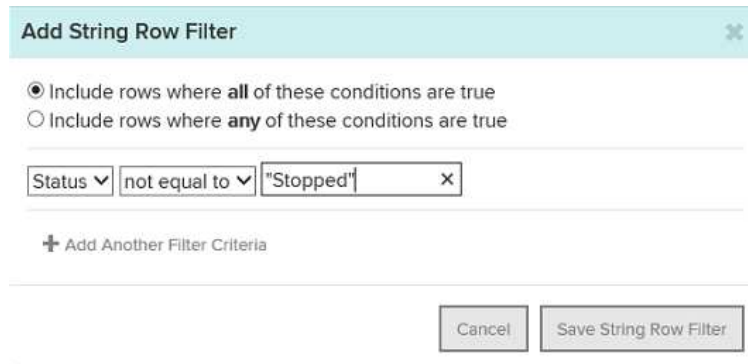 Add String Row Filter
Include rows where all of these conditions are true
Include rows where any of these conditions are true
Status not equal to "Stopped"
Add Another Filter Criteria
Cancel Save String Row Filter